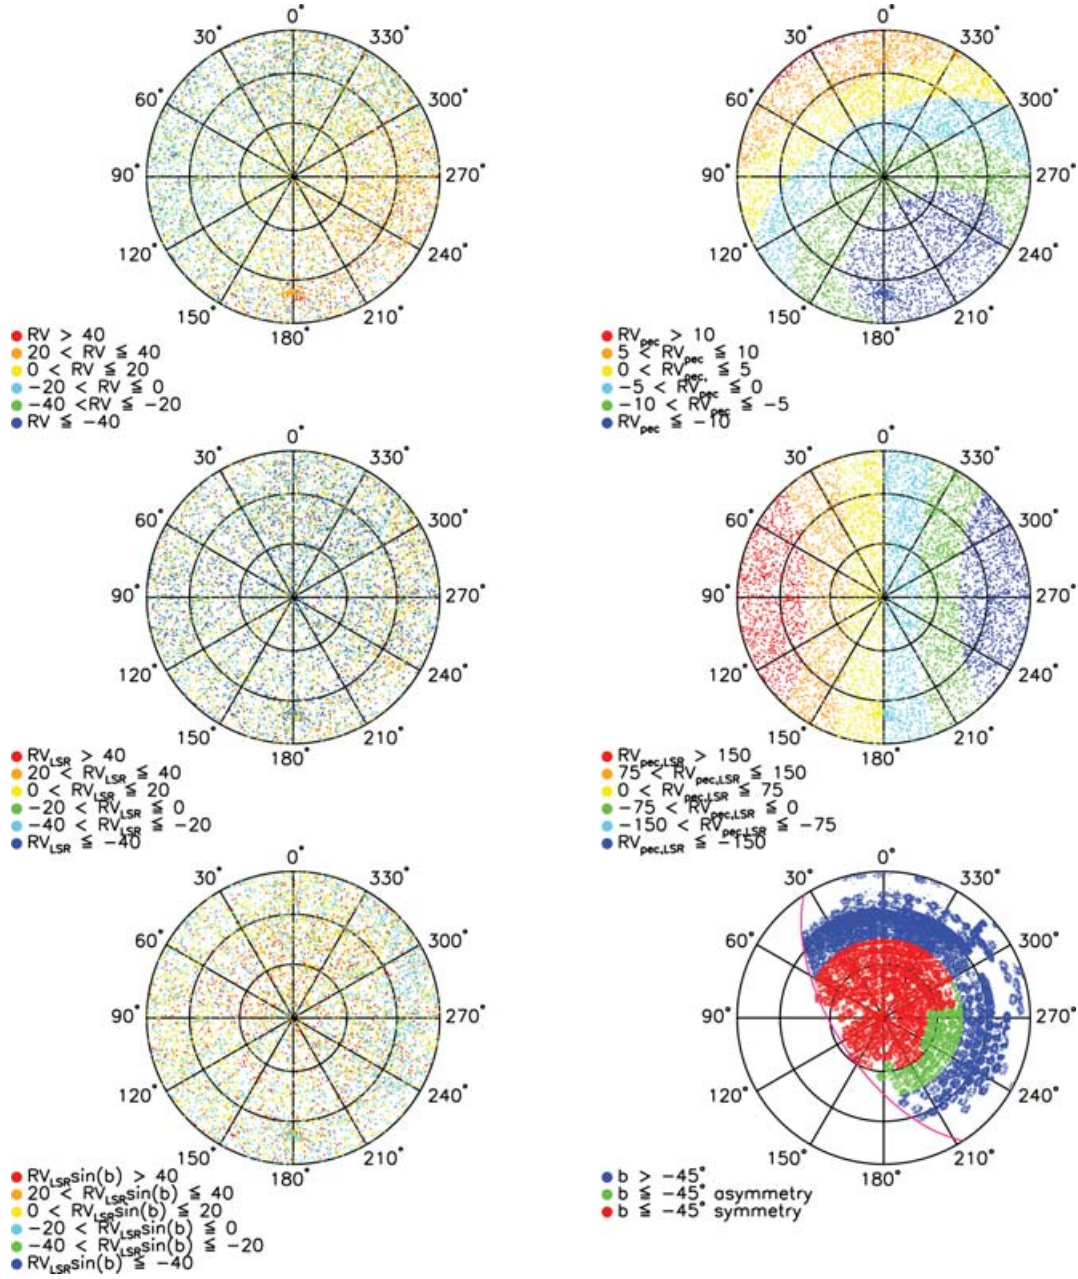 0°
30° 330°
60° 300°
90° 270°
120° 240°
150° 210°
180°
RV > 40
20 < RV ≦ 40
0 < RV ≦ 20
−20 < RV ≦ 0
−40 <RV ≦ −20
RV ≦ −40
0°
30° 330°
60° 300°
90° 270°
120° 240°
150° 210°
180°
RVpec > 10
5 < RVpec ≦ 10
0 < RVpec, ≦ 5
−5 < RVpec ≦ 0
−10 < RVpec ≦ −5
RVpec ≦ −10
0°
30° 330°
60° 300°
90° 270°
120° 240°
150° 210°
180°
RVLSR > 40
20 < RVLSR ≦ 40
0 < RVLSR ≦ 20
−20 < RVLSR ≦ 0
−40 < RVLSR ≦ −20
RVLSR ≦ −40
0°
30° 330°
60° 300°
90° 270°
120° 240°
150° 210°
180°
RVpec,LSR > 150
75 < RVpec,LSR ≦ 150
0 < RVpec,LSR ≦ 75
−75 < RVpec,LSR ≦ 0
−150 < RVpec,LSR ≦ −75
RVpec,LSR ≦ −150
0°
30° 330°
60° 300°
90° 270°
120° 240°
150° 210°
180°
RVLSRsin(b) > 40
20 < RVLSRsin(b) ≦ 40
0 < RVLSRsin(b) ≦ 20
−20 < RVLSRsin(b) ≦ 0
−40 < RVLSRsin(b) ≦ −20
RVLSRsin(b) ≦ −40
0°
30° 330°
60° 300°
90° 270°
120° 240°
150° 210°
180°
b > −45°
b ≦ −45° asymmetry
b ≦ −45° symmetry